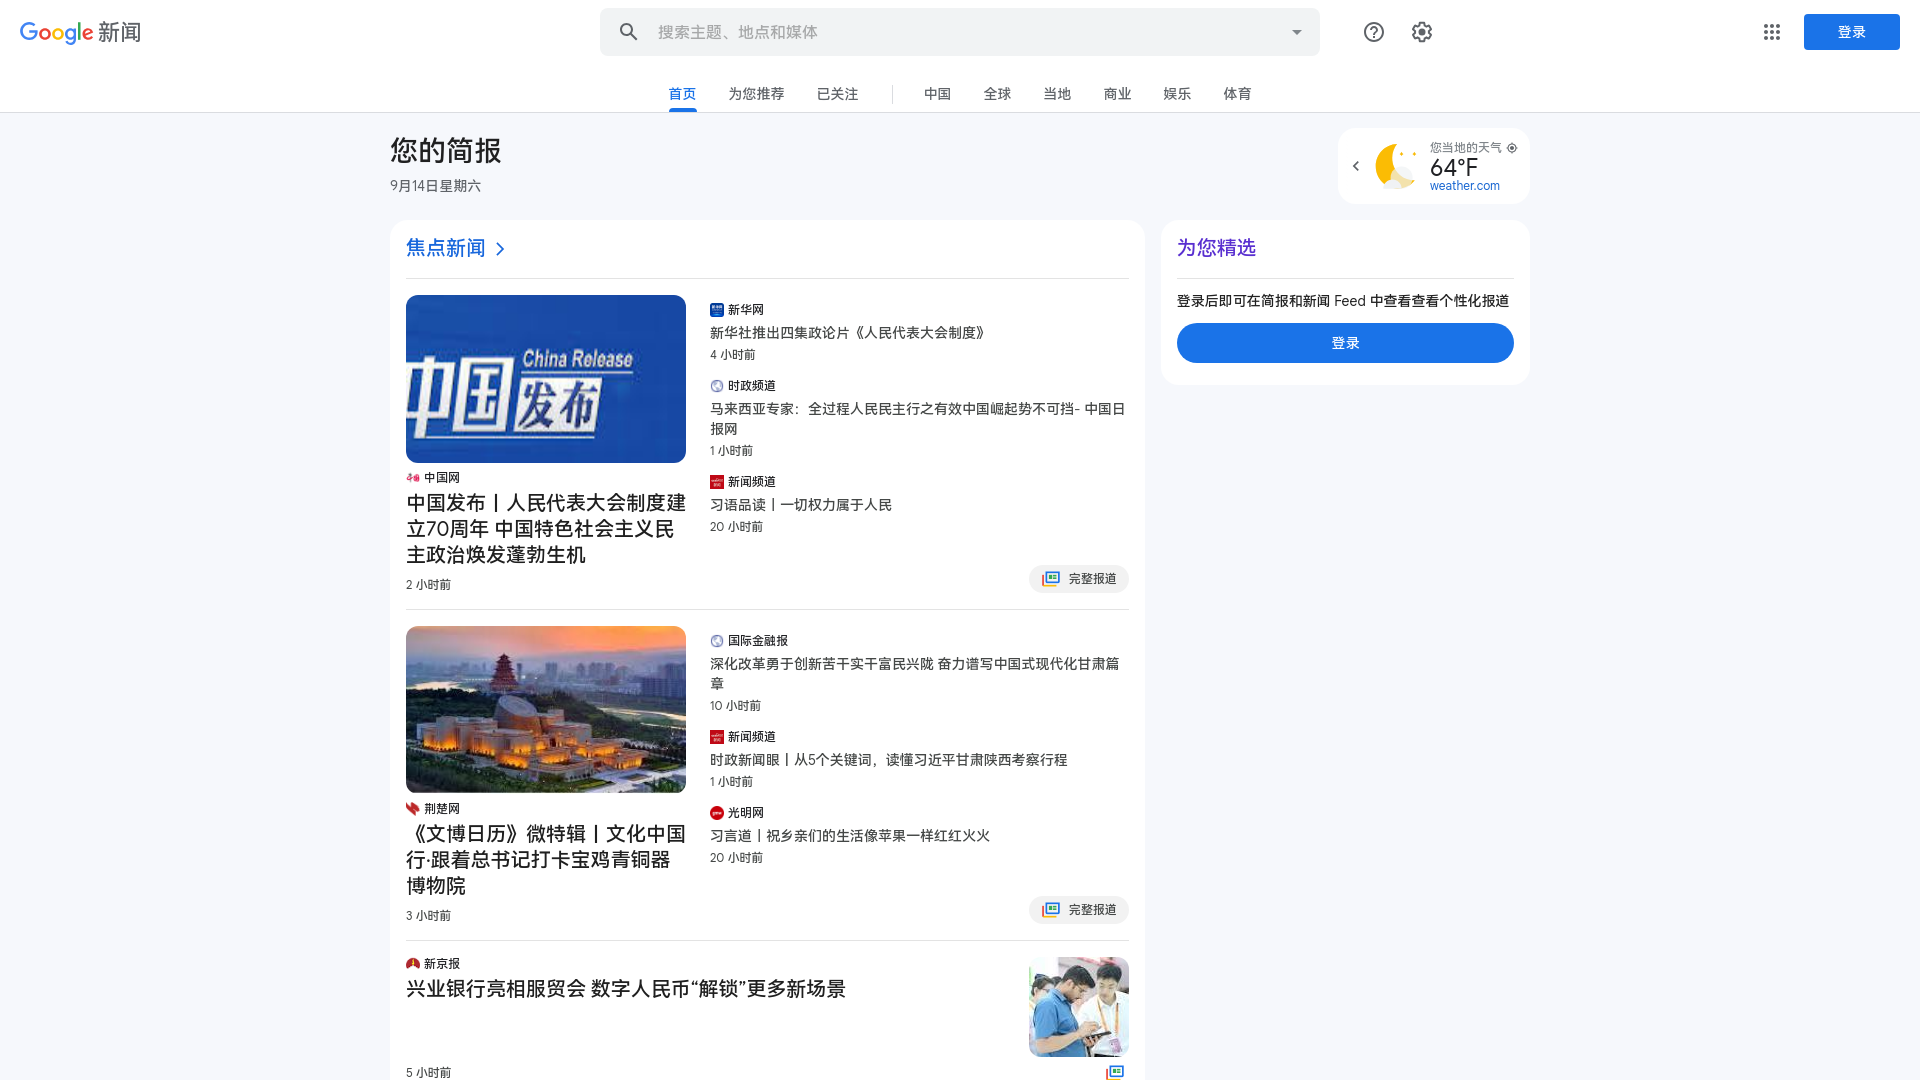 Google 新闻
搜索主题、地点和媒体
登录
首页
为您推荐
已关注
中国
全球
当地
商业
娱乐
体育
您的简报
9月14日星期六
您当地的天气
64°F
weather.com
焦点新闻
China Release
中国发布
中国网
中国发布丨人民代表大会制度建
立70周年 中国特色社会主义民
主政治焕发蓬勃生机
2 小时前
新华网
新华社推出四集政论片《人民代表大会制度》
4 小时前
时政频道
马来西亚专家：全过程人民民主行之有效中国崛起势不可挡- 中国日
报网
1 小时前
新闻频道
习语品读丨一切权力属于人民
20 小时前
完整报道
荆楚网
《文博日历》微特辑丨文化中国
行·跟着总书记打卡宝鸡青铜器
博物院
3 小时前
国际金融报
深化改革勇于创新苦干实干富民兴陇 奋力谱写中国式现代化甘肃篇
章
10 小时前
新闻频道
时政新闻眼丨从5个关键词，读懂习近平甘肃陕西考察行程
1 小时前
光明网
习言道丨祝乡亲们的生活像苹果一样红红火火
20 小时前
完整报道
新京报
兴业银行亮相服贸会 数字人民币“解锁”更多新场景
5 小时前
为您精选
登录后即可在简报和新闻 Feed 中查看查看个性化报道
登录